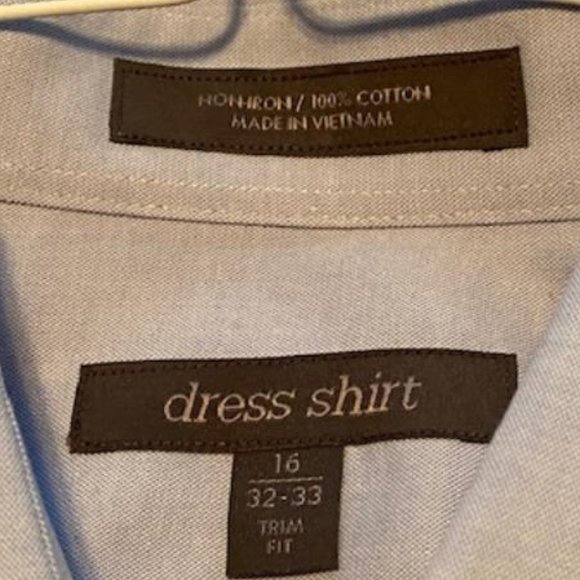 NON-IRON / 100% COTTON
MADE IN VIETNAM
dress shirt
16
32-33
TRIM
FIT